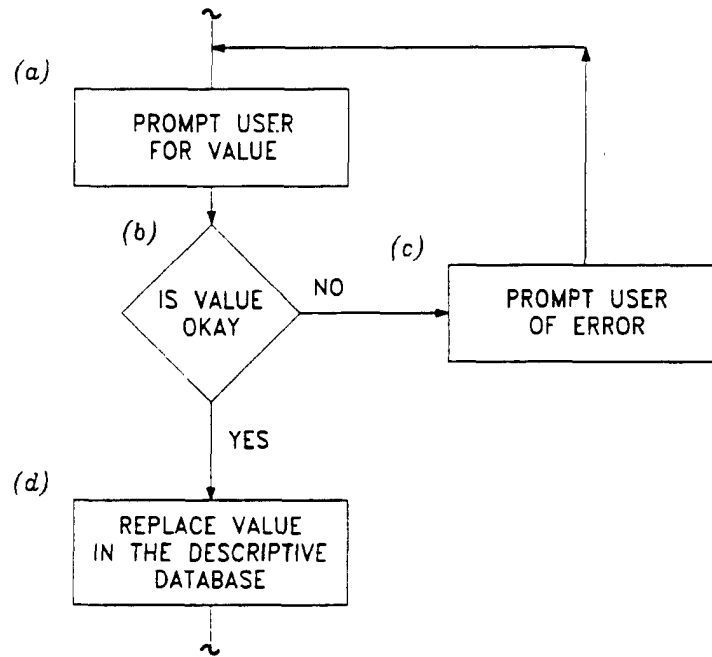 (a)
PROMPT USER
FOR VALUE
(b)
IS VALUE
OKAY
NO
(c)
PROMPT USER
OF ERROR
YES
(d)
REPLACE VALUE
IN THE DESCRIPTIVE
DATABASE